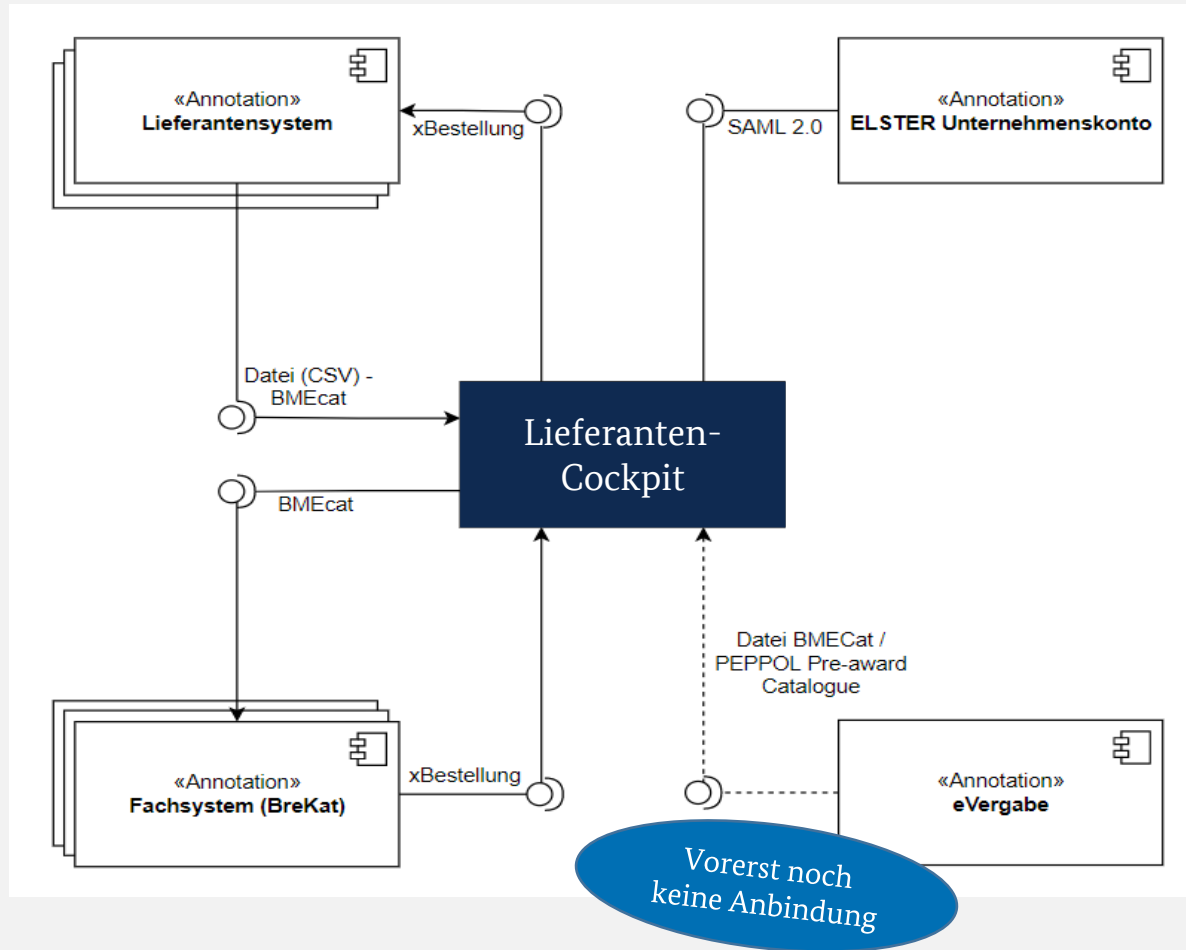 «Annotation»
Lieferantensystem
xBestellung
SAML 2.0
«Annotation»
ELSTER Unternehmenskonto
Datei (CSV) -
BMEcat
Lieferanten-
Cockpit
BMEcat
Datei BMECat /
PEPPOL Pre-award
Catalogue
«Annotation»
Fachsystem (BreKat)
xBestellung
«Annotation»
eVergabe
Vorerst noch
keine Anbindung